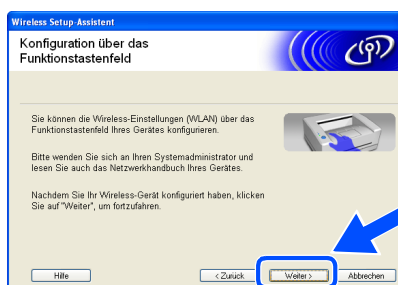 Wireless Setup-Assistent
Konfiguration über das
Funktionstastenfeld
Sie können die Wireless-Einstellungen (WLAN) über das
Funktionstastenfeld Ihres Gerätes konfigurieren.
Bitte wenden Sie sich an Ihren Systemadministrator und
lesen Sie auch das Netzwerkhandbuch Ihres Gerätes.
Nachdem Sie Ihr Wireless-Gerät konfiguriert haben, klicken
Sie auf "Weiter", um fortzufahren.
Hilfe
< Zurück
Weiter >
Abbrechen